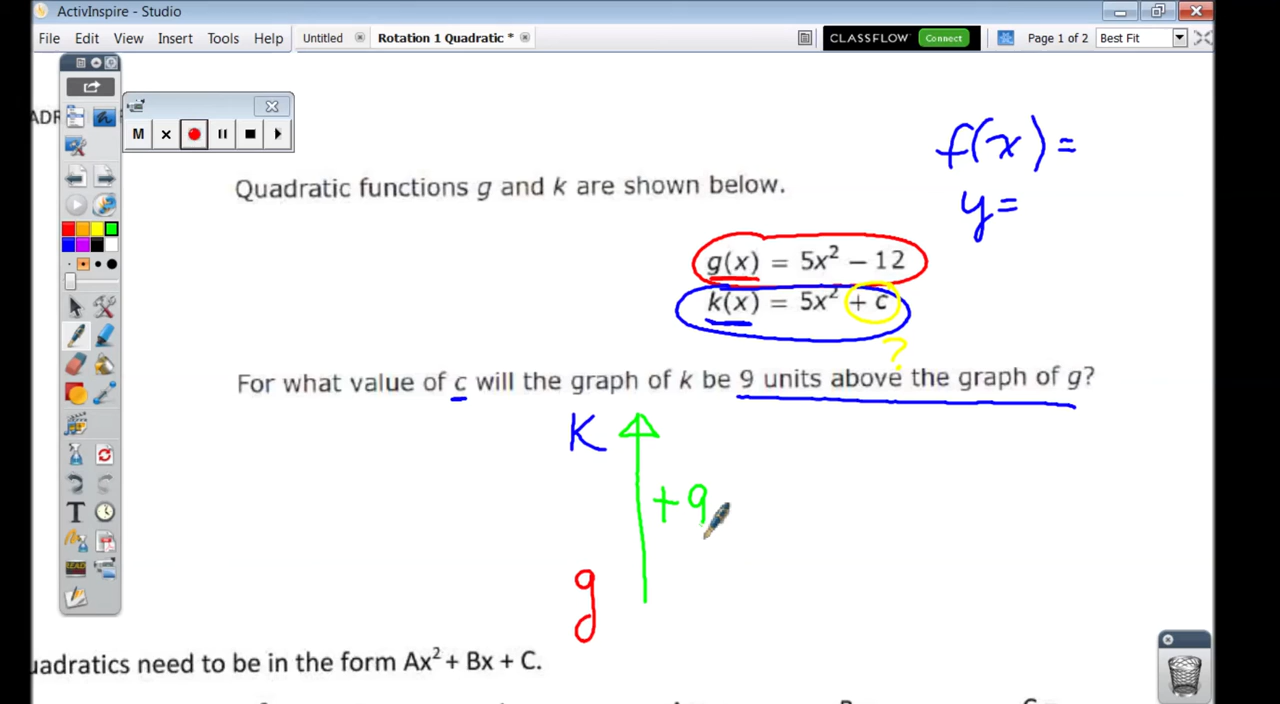 ActivInspire - Studio
File Edit View Insert Tools Help Untitled Rotation 1 Quadratic * CLASSFLOW Connect Page 1 of 2 Best Fit
M
f(x) =
Quadratic functions g and k are shown below.
y =
g(x) = 5x² − 12
k(x) = 5x² + c
?
For what value of c will the graph of k be 9 units above the graph of g?
K
+9
g
T
READ
uadratics need to be in the form Ax² + Bx + C.